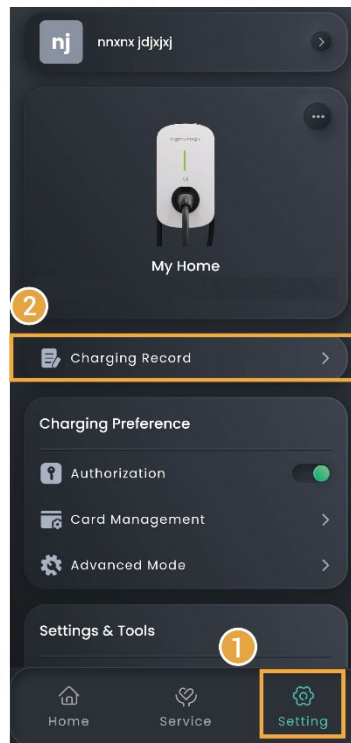 nj
nnxnx jdjxjxj
My Home
2
Charging Record
Charging Preference
Authorization
Card Management
Advanced Mode
Settings & Tools
1
Home
Service
Setting